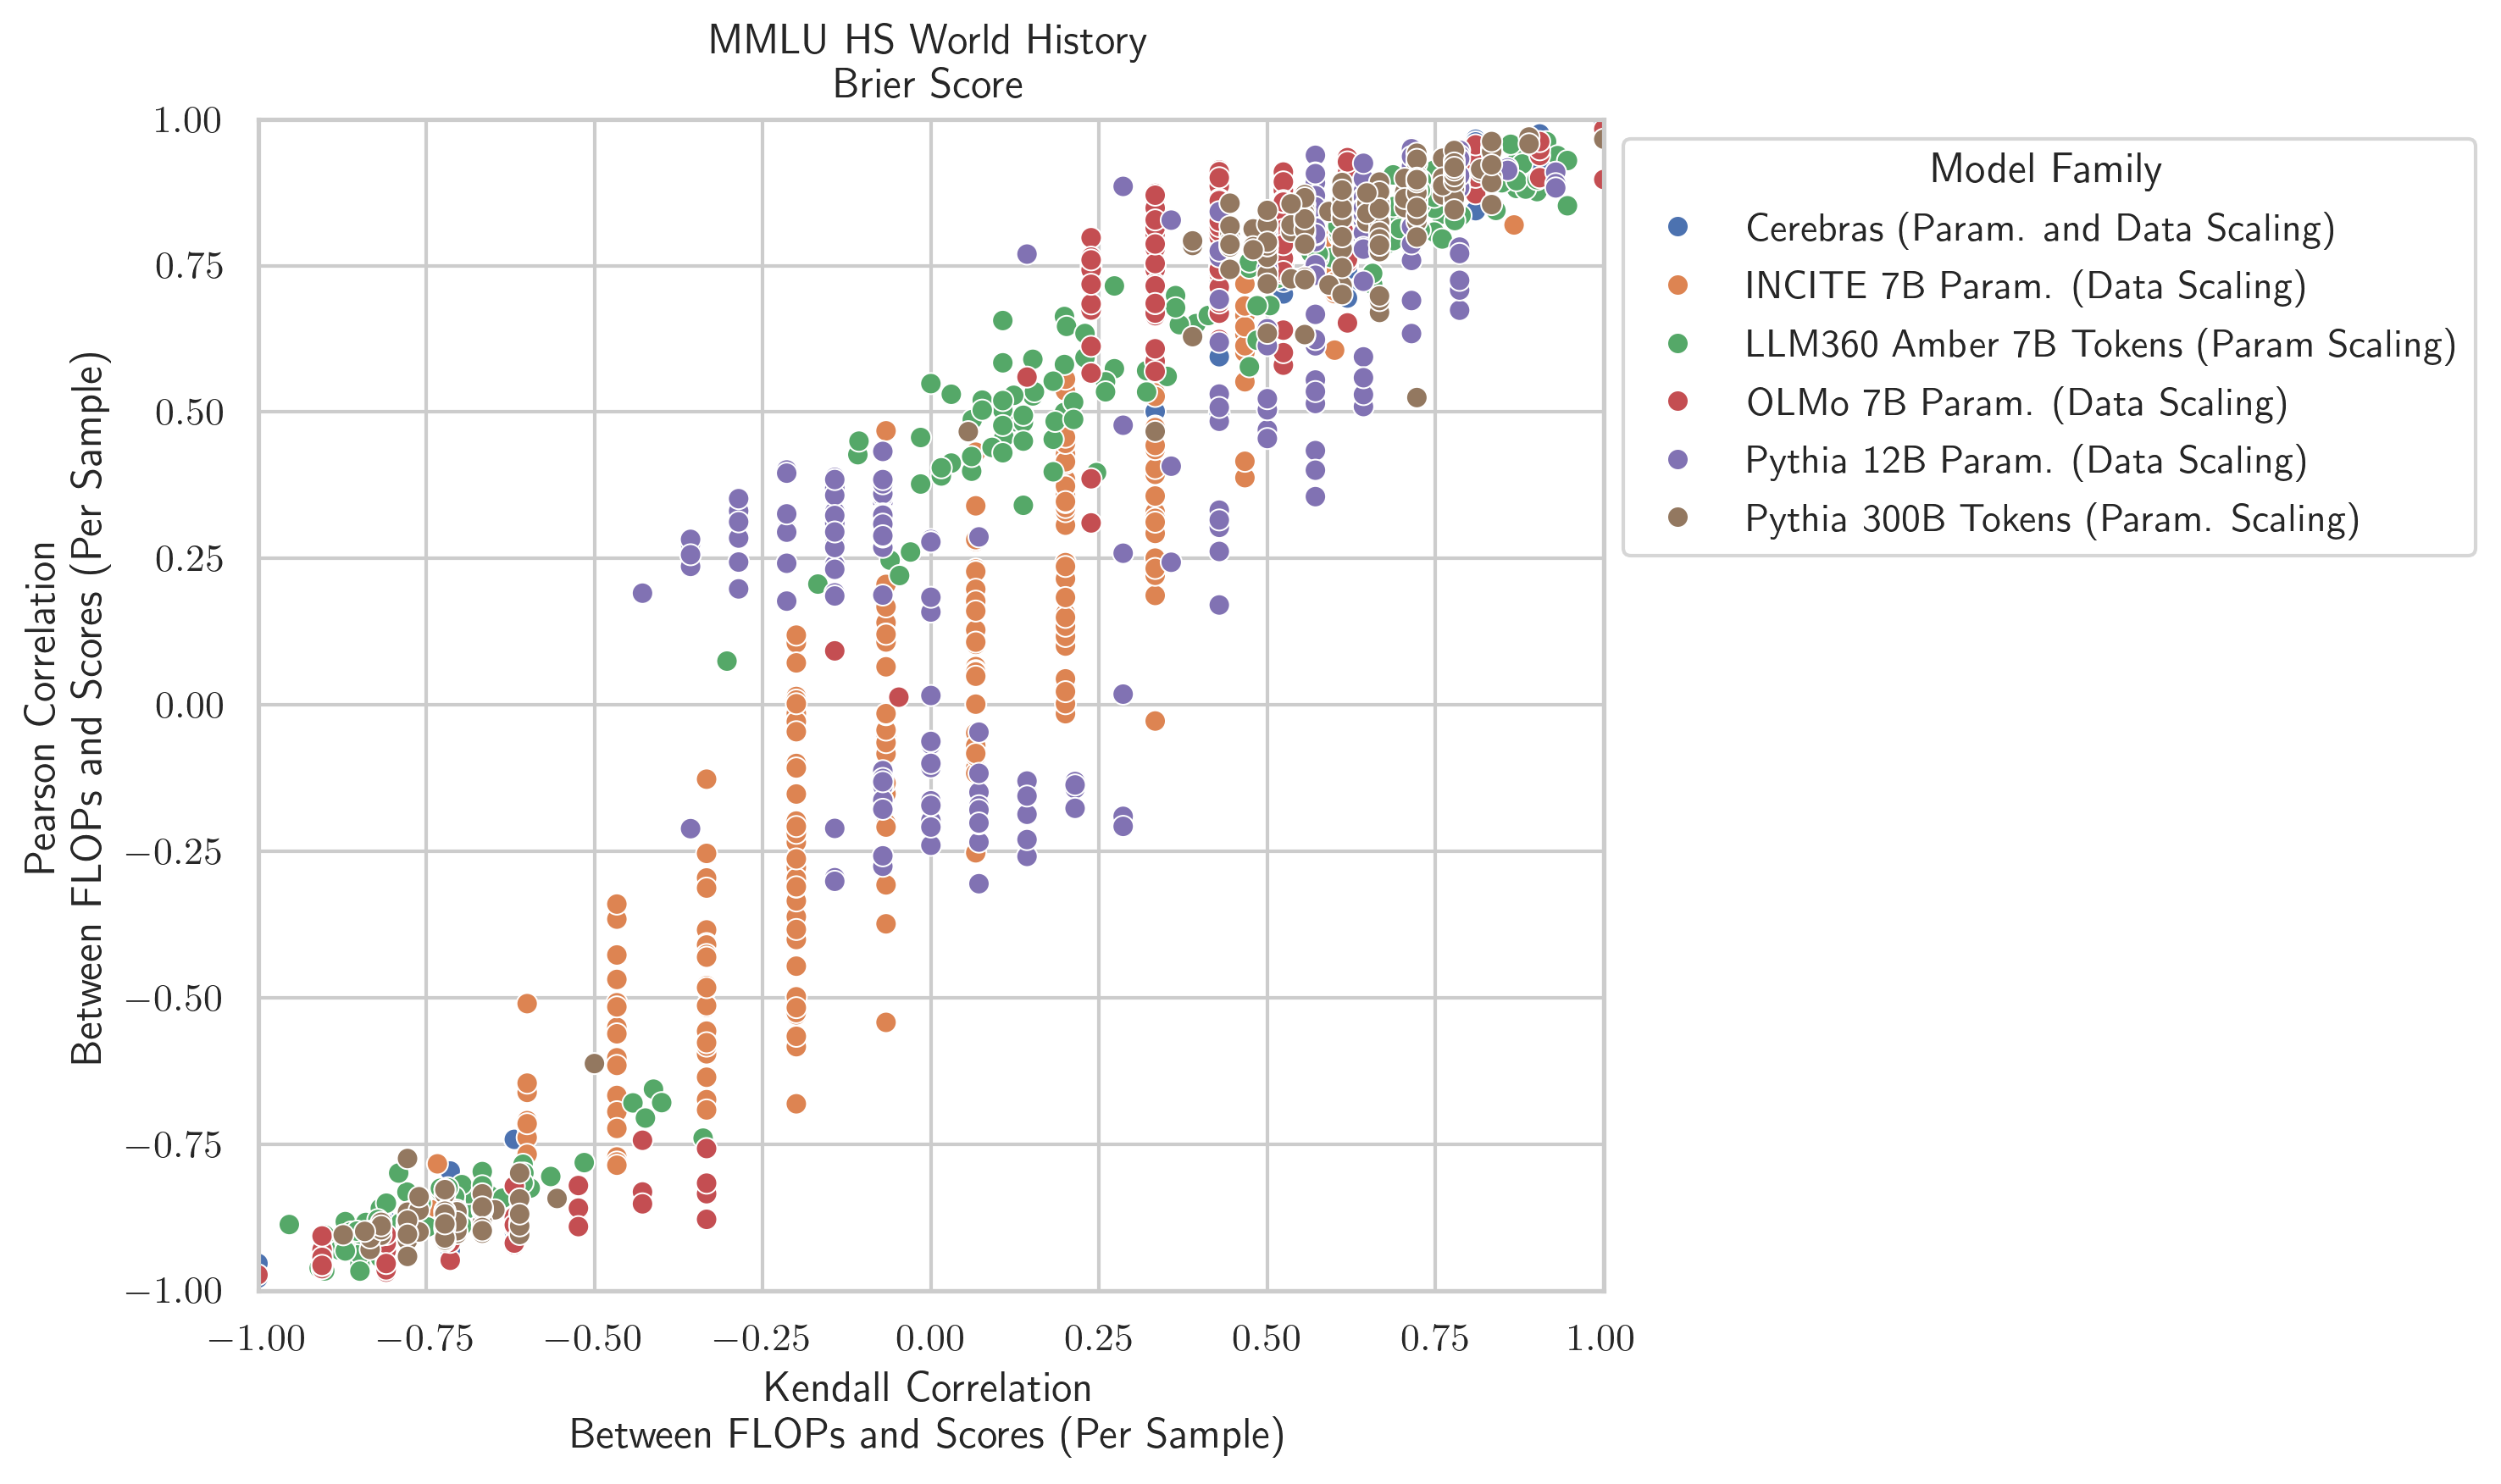 MMLU HS World History
Brier Score
1.00
0.75
0.50
0.25
0.00
−0.25
−0.50
−0.75
−1.00
Pearson Correlation
Between FLOPs and Scores (Per Sample)
−1.00
−0.75
−0.50
−0.25
0.00
0.25
0.50
0.75
1.00
Kendall Correlation
Between FLOPs and Scores (Per Sample)
Model Family
Cerebras (Param. and Data Scaling)
INCITE 7B Param. (Data Scaling)
LLM360 Amber 7B Tokens (Param Scaling)
OLMo 7B Param. (Data Scaling)
Pythia 12B Param. (Data Scaling)
Pythia 300B Tokens (Param. Scaling)